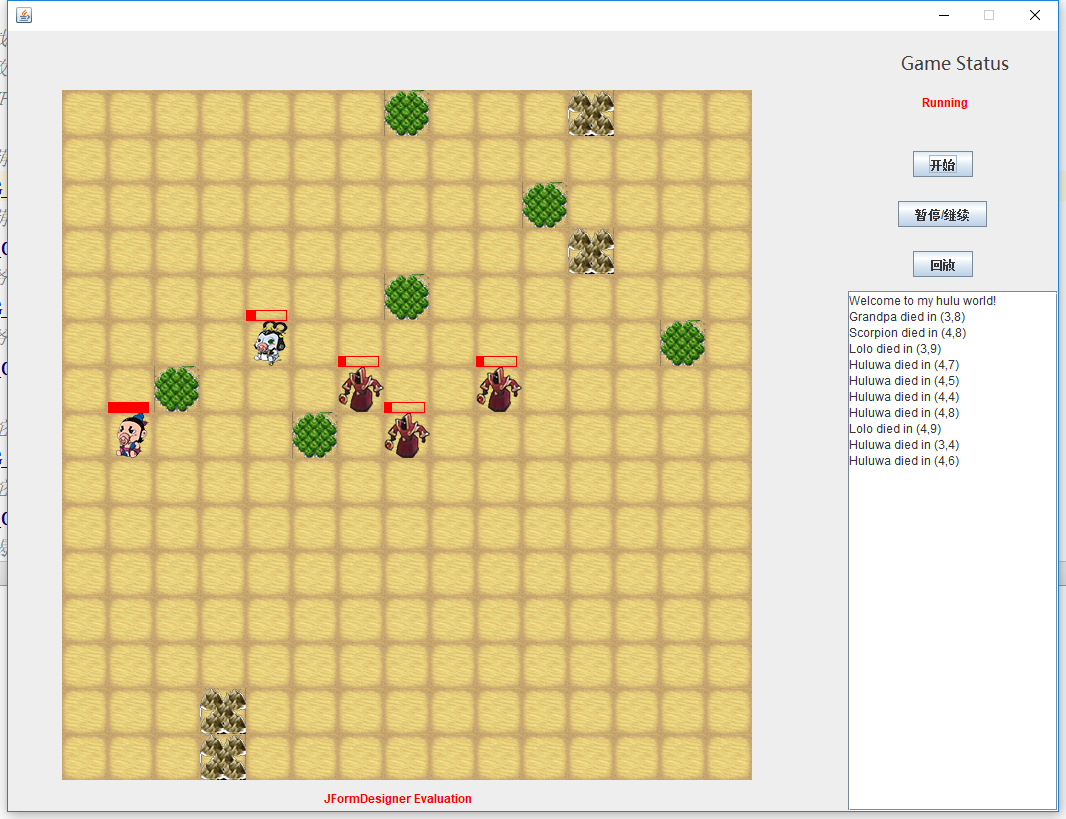 Game Status
Running
开始
暂停/继续
回放
Welcome to my hulu world!
Grandpa died in (3,8)
Scorpion died in (4,8)
Lolo died in (3,9)
Huluwa died in (4,7)
Huluwa died in (4,5)
Huluwa died in (4,4)
Huluwa died in (4,8)
Lolo died in (4,9)
Huluwa died in (3,4)
Huluwa died in (4,6)
JFormDesigner Evaluation